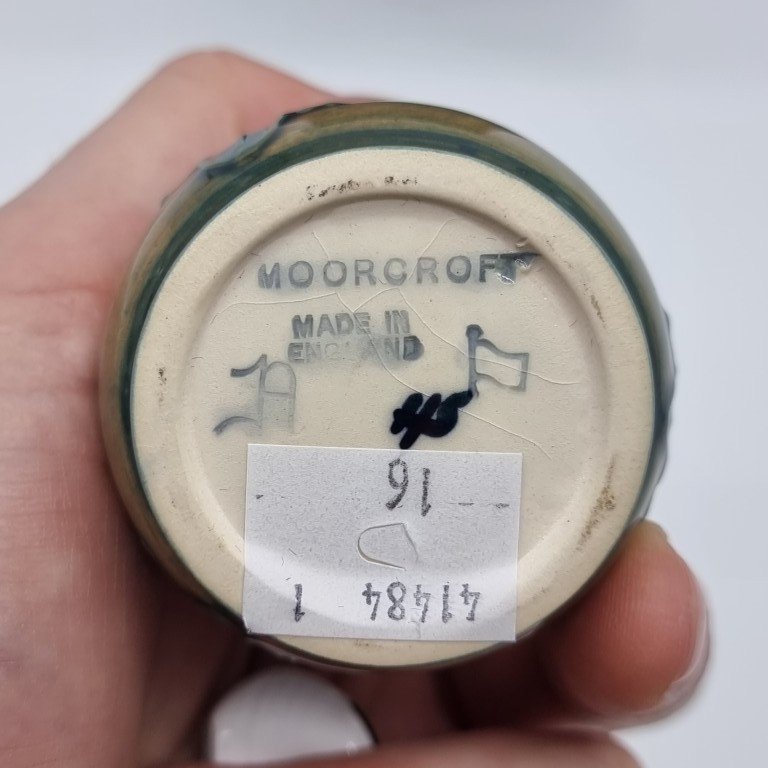 MOORCROFT
MADE IN
ENGLAND
41484 1
16